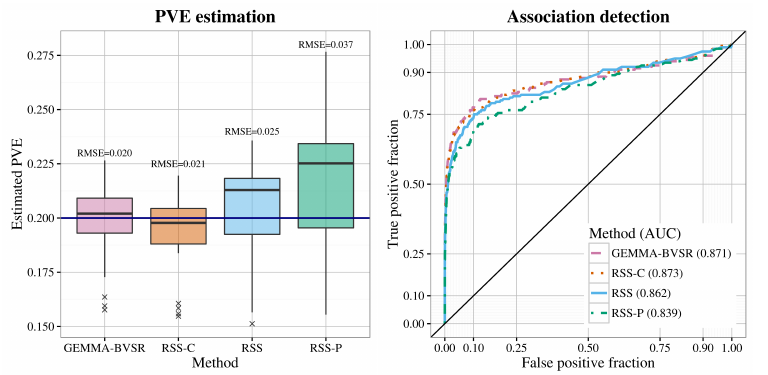 PVE estimation
RMSE=0.037
RMSE=0.025
RMSE=0.020
RMSE=0.021
0.275
0.250
0.225
0.200
0.175
0.150
Estimated PVE
GEMMA-BVSR RSS-C RSS RSS-P
Method
Association detection
1.00
0.90
0.75
0.50
0.25
0.10
0.00
True positive fraction
Method (AUC)
GEMMA-BVSR (0.871)
RSS-C (0.873)
RSS (0.862)
RSS-P (0.839)
0.00 0.10 0.25 0.50 0.75 0.90 1.00
False positive fraction